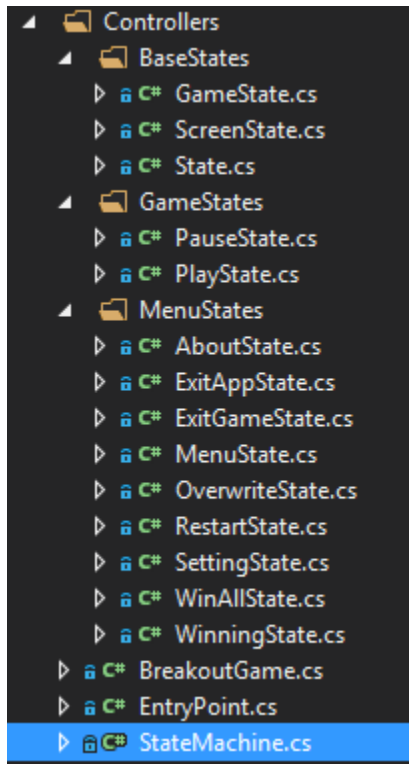 Controllers
BaseStates
C# GameState.cs
C# ScreenState.cs
C# State.cs
GameStates
C# PauseState.cs
C# PlayState.cs
MenuStates
C# AboutState.cs
C# ExitAppState.cs
C# ExitGameState.cs
C# MenuState.cs
C# OverwriteState.cs
C# RestartState.cs
C# SettingState.cs
C# WinAllState.cs
C# WinningState.cs
C# BreakoutGame.cs
C# EntryPoint.cs
C# StateMachine.cs